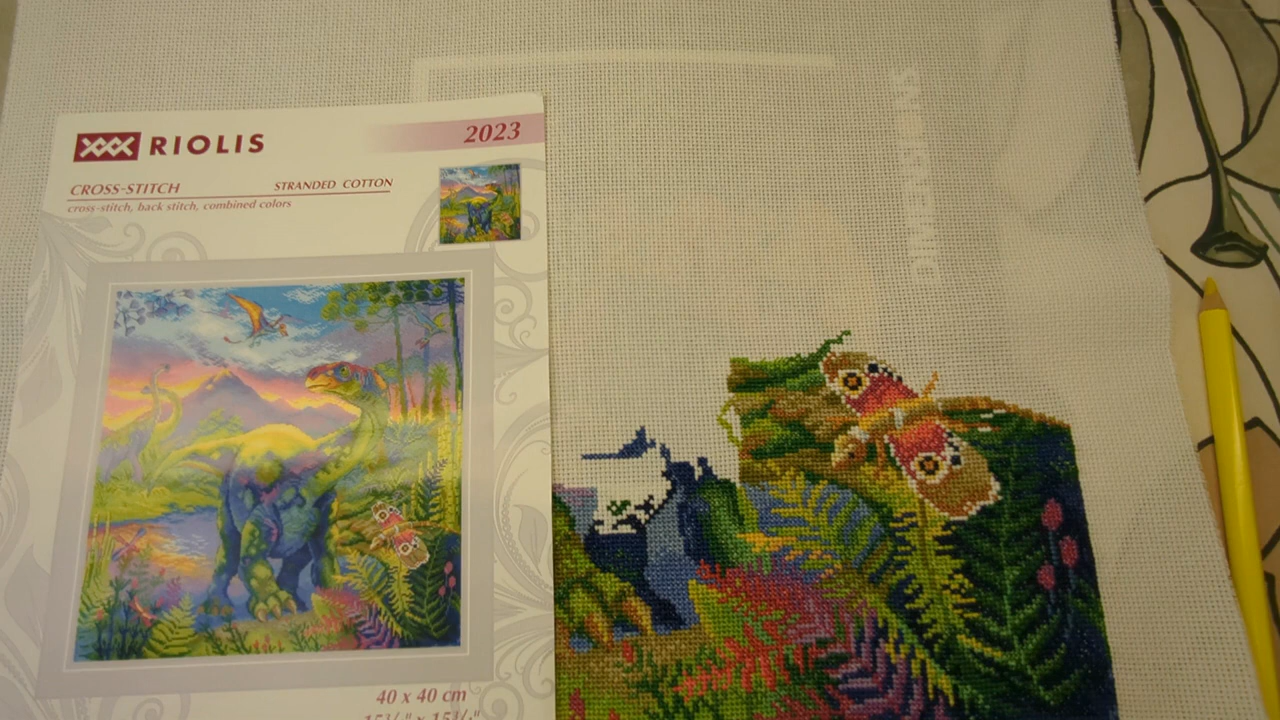 RIOLIS
2023
CROSS-STITCH
STRANDED COTTON
cross-stitch, back stitch, combined colors
40 x 40 cm